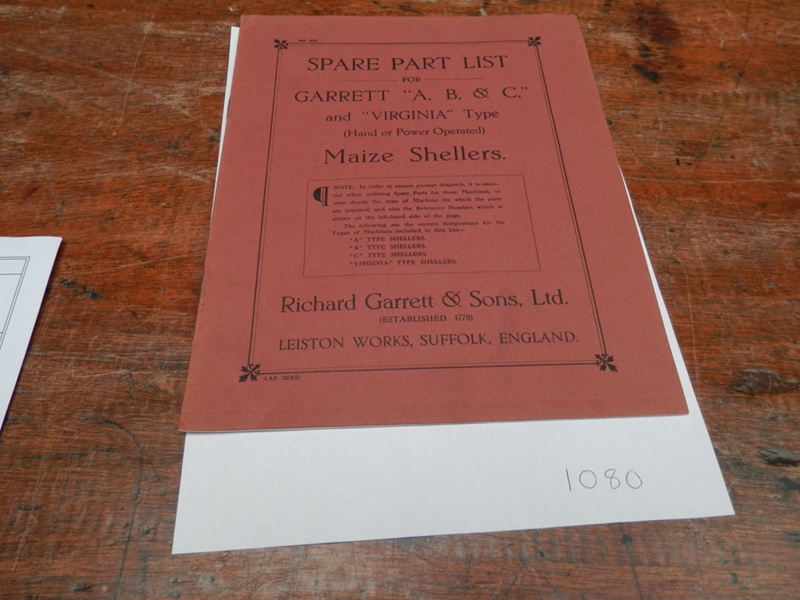 SPARE PART LIST
FOR
GARRETT "A. B. & C."
and "VIRGINIA" Type
(Hand or Power Operated)
Maize Shellers.
¶ NOTE. In order to ensure prompt despatch, it is essen-
tial when ordering Spare Parts for these Machines, to
state clearly the type of Machine for which the parts
are required, and also the Reference Number, which is
shown on the left-hand side of the page.
The following are the correct designations for the
Types of Machines included in this List:-
"A" TYPE SHELLERS.
"B" TYPE SHELLERS.
"C" TYPE SHELLERS.
"VIRGINIA" TYPE SHELLERS.
Richard Garrett & Sons, Ltd.
(ESTABLISHED 1778)
LEISTON WORKS, SUFFOLK, ENGLAND.
LAP.
1080